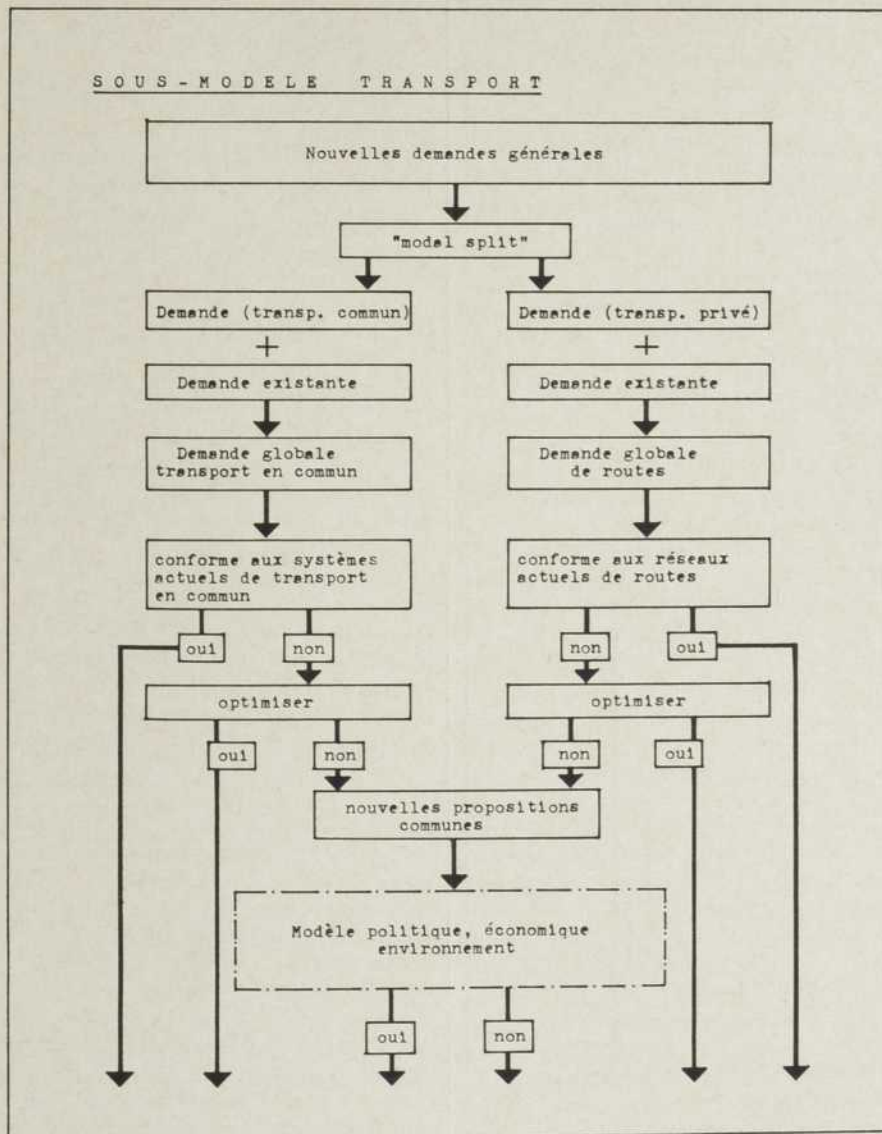 SOUS-MODELE TRANSPORT
Nouvelles demandes générales
"modal split"
Demande (transp. commun)
Demande (transp. privé)
+
+
Demande existante
Demande existante
Demande globale
transport en commun
Demande globale
de routes
conforme aux systèmes
actuels de transport
en commun
conforme aux réseaux
actuels de routes
oui
non
non
oui
optimiser
optimiser
oui
non
non
oui
nouvelles propositions
communes
Modèle politique, économique
environnement
oui
non